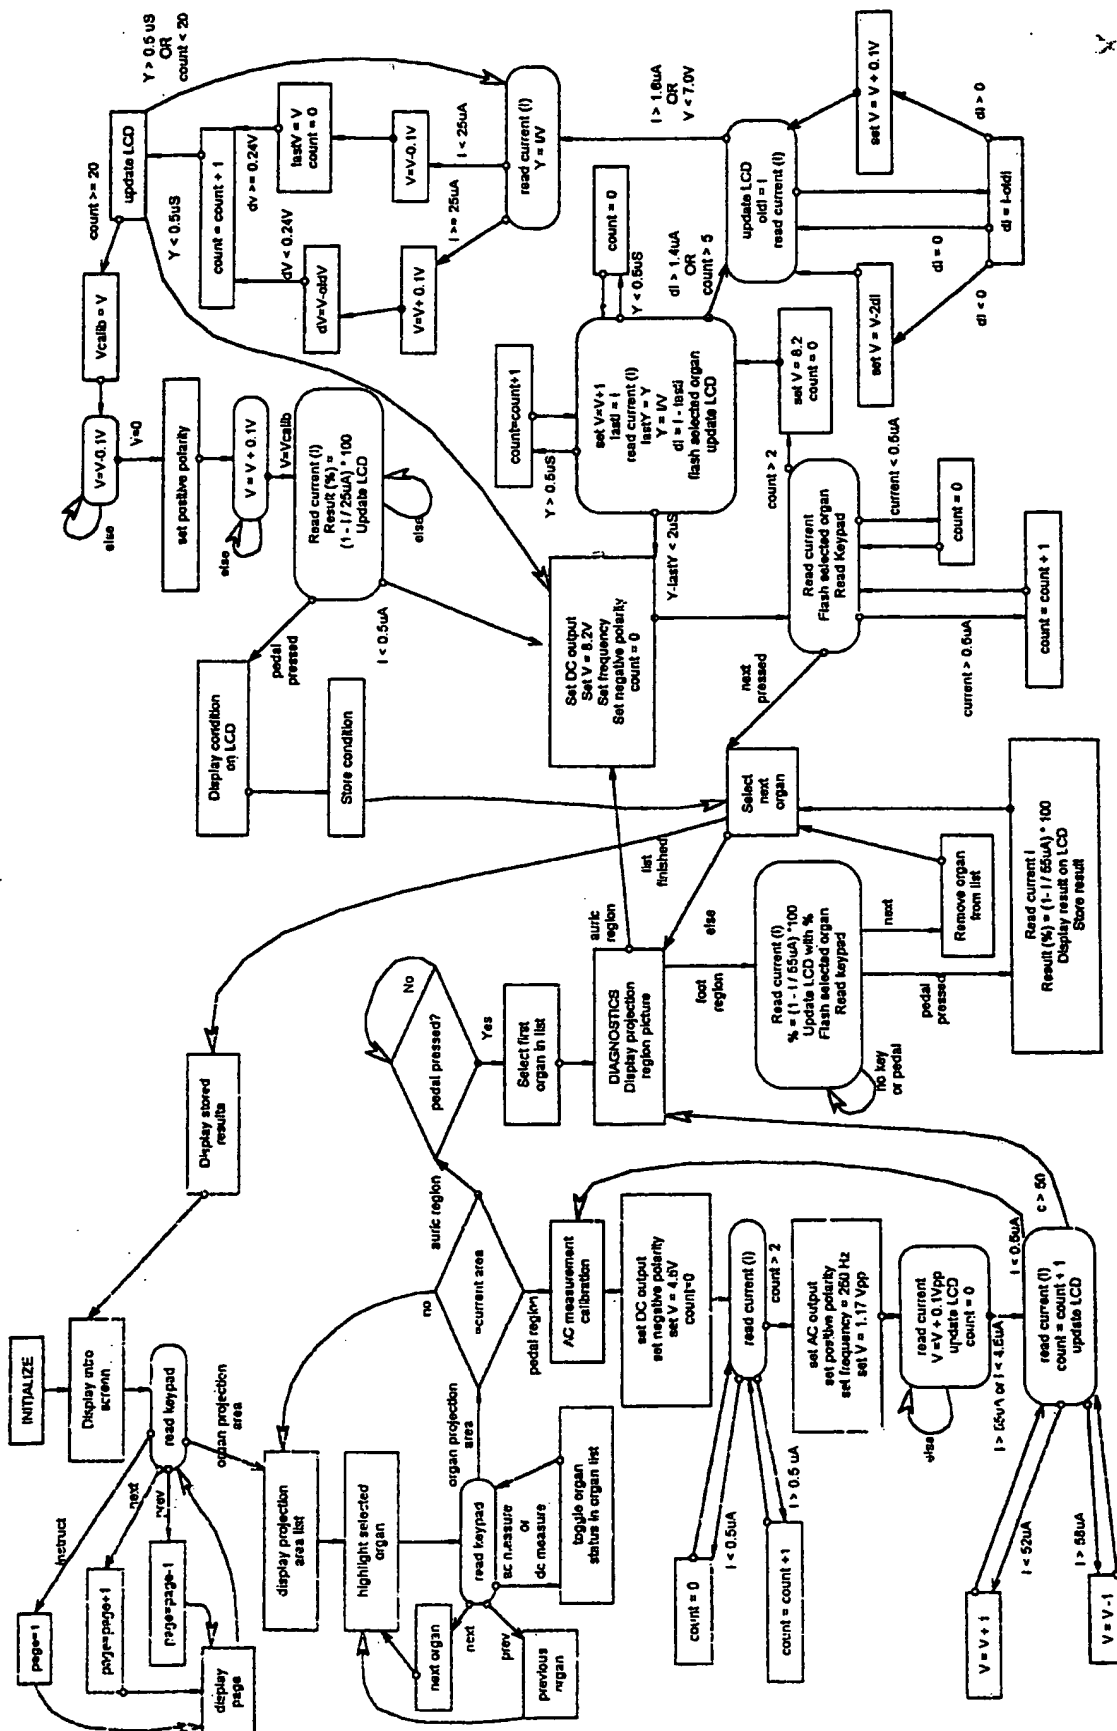 INITIALIZE
Display intro
screen
read keypad
instruct
next
prev
organ projection
area
page=1
page=page+1
page=page-1
display
page
display projection
area list
highlight selected
organ
read keypad
organ projection
area
ac measure
or
dc measure
toggle organ
status in organ list
next
next organ
prev
previous
organ
=current area
no
auric region
pedal region
pedal pressed?
No
Yes
Select first
organ in list
DIAGNOSTICS
Display projection
region picture
auric
region
foot
region
Read current (I)
% = (1 - I / 55uA) *100
Update LCD with %
Flash selected organ
Read keypad
no key
or pedal
next
pedal
pressed
Remove organ
from list
Read current I
Result (%) = (1 - I / 55uA) * 100
Display result on LCD
Store result
Select
next
organ
list
finished
else
next
pressed
Display stored
results
AC measurement
calibration
set DC output
set negative polarity
set V = 4.5V
count=0
read current (I)
count > 2
I < 0.5uA
count = 0
I > 0.5 uA
count = count +1
set AC output
set positive polarity
set frequency = 250 Hz
set V = 1.17 Vpp
read current
V =V + 0.1Vpp
update LCD
count = 0
else
I < 0.5uA
c > 50
read current (I)
count = count + 1
update LCD
I < 52uA
V = V + 1
I > 58uA
V = V -1
Set DC output
Set V = 8.2V
Set frequency
Set negative polarity
count = 0
Read current
Flash selected organ
Read Keypad
current < 0.5uA
count = 0
current > 0.5uA
count = count + 1
count > 2
set V = 8.2
count = 0
set V=V+1
lastI = I
read current (I)
lastY = Y
Y = I/V
dI = I - lastI
flash selected organ
update LCD
Y-lastY < 2uS
Y > 0.5uS
count=count+1
Y < 0.5uS
count = 0
dI > 1.4uA
OR
count > 5
update LCD
oldI = I
read current (I)
dI = I-oldI
dI < 0
dI = 0
dI > 0
set V = V-2dI
set V = V + 0.1V
I > 1.6uA
OR
V < 7.0V
read current (I)
Y = I/V
I >= 25uA
I < 25uA
V=V+ 0.1V
V=V-0.1V
dV=V-oldV
lastV = V
count = 0
dV < 0.24V
dv >= 0.24V
count = count + 1
update LCD
Y > 0.5 uS
OR
count < 20
Y < 0.5uS
count >= 20
Vcalib = V
V=V-0.1V
else
V=0
set positive polarity
V = V + 0.1V
else
V=Vcalib
Read current (I)
Result (%) =
(1 - I / 25uA) * 100
Update LCD
else
I < 0.5uA
pedal
pressed
Display condition
on LCD
Store condition